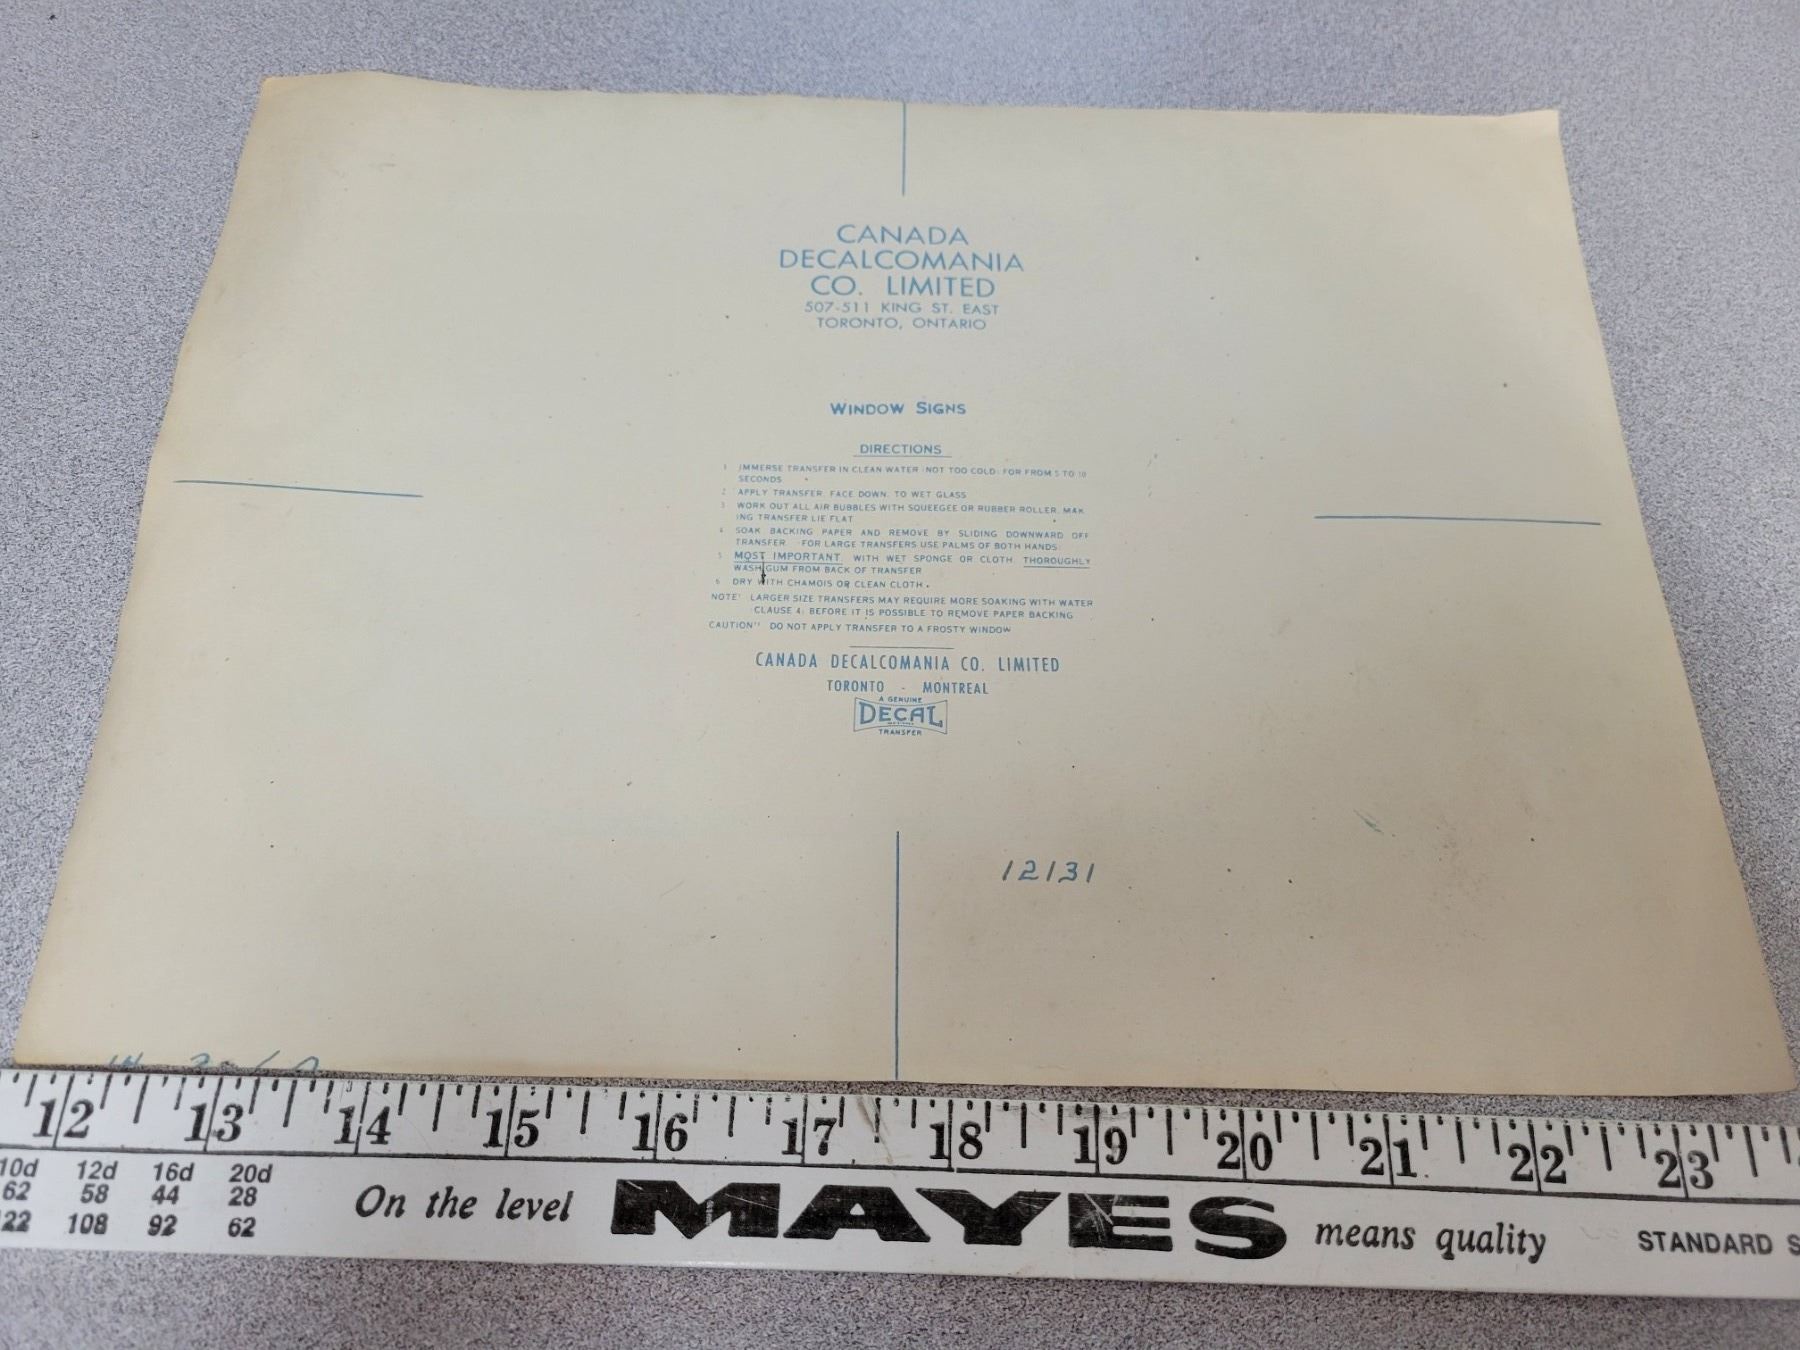 CANADA
DECALCOMANIA
CO. LIMITED
507-511 KING ST. EAST
TORONTO, ONTARIO
WINDOW SIGNS
DIRECTIONS
1 IMMERSE TRANSFER IN CLEAN WATER (NOT TOO COLD) FOR FROM 5 TO 10
SECONDS
2 APPLY TRANSFER, FACE DOWN, TO WET GLASS
3 WORK OUT ALL AIR BUBBLES WITH SQUEEGEE OR RUBBER ROLLER, MAK
ING TRANSFER LIE FLAT
4 SOAK BACKING PAPER AND REMOVE BY SLIDING DOWNWARD OFF
TRANSFER (FOR LARGE TRANSFERS USE PALMS OF BOTH HANDS)
5 MOST IMPORTANT, WITH WET SPONGE OR CLOTH, THOROUGHLY
WASH GUM FROM BACK OF TRANSFER
6 DRY WITH CHAMOIS OR CLEAN CLOTH.
NOTE: LARGER SIZE TRANSFERS MAY REQUIRE MORE SOAKING WITH WATER
(CLAUSE 4) BEFORE IT IS POSSIBLE TO REMOVE PAPER BACKING
CAUTION!! DO NOT APPLY TRANSFER TO A FROSTY WINDOW
CANADA DECALCOMANIA CO. LIMITED
TORONTO - MONTREAL
A GENUINE
DECAL
TRANSFER
12131
12 13 14 15 16 17 18 19 20 21 22 23
10d 12d 16d 20d
62 58 44 28
22 108 92 62
On the level MAYES means quality STANDARD S